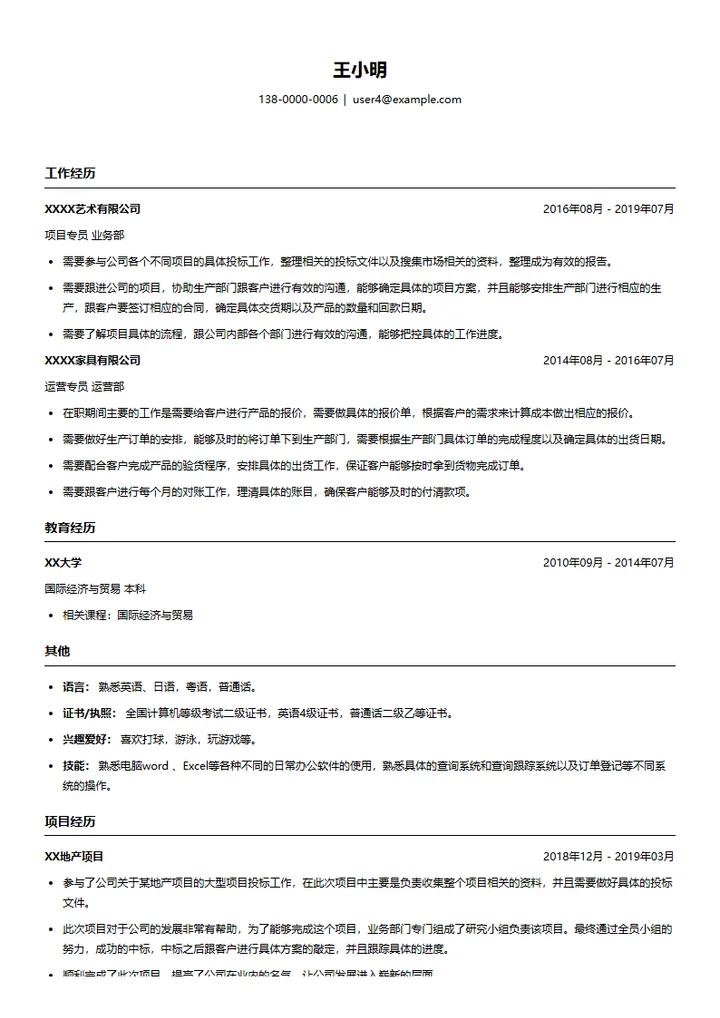 王小明
138-0000-0006 | user4@example.com
工作经历
XXXX艺术有限公司 2016年08月 - 2019年07月
项目专员 业务部
• 需要参与公司各个不同项目的具体投标工作，整理相关的投标文件以及搜集市场相关的资料，整理成为有效的报告。
• 需要跟进公司的项目，协助生产部门跟客户进行有效的沟通，能够确定具体的项目方案，并且能够安排生产部门进行相应的生
产，跟客户要签订相应的合同，确定具体交货期以及产品的数量和回款日期。
• 需要了解项目具体的流程，跟公司内部各个部门进行有效的沟通，能够把控具体的工作进度。
XXXX家具有限公司 2014年08月 - 2016年07月
运营专员 运营部
• 在职期间主要的工作是需要给客户进行产品的报价，需要做具体的报价单，根据客户的需求来计算成本做出相应的报价。
• 需要做好生产订单的安排，能够及时的将订单下到生产部门，需要根据生产部门具体订单的完成程度以及确定具体的出货日期。
• 需要配合客户完成产品的验货程序，安排具体的出货工作，保证客户能够按时拿到货物完成订单。
• 需要跟客户进行每个月的对账工作，理清具体的账目，确保客户能够及时的付清款项。
教育经历
XX大学 2010年09月 - 2014年07月
国际经济与贸易 本科
• 相关课程：国际经济与贸易
其他
• 语言： 熟悉英语、日语，粤语，普通话。
• 证书/执照： 全国计算机等级考试二级证书，英语4级证书，普通话二级乙等证书。
• 兴趣爱好： 喜欢打球，游泳，玩游戏等。
• 技能： 熟悉电脑word 、Excel等各种不同的日常办公软件的使用，熟悉具体的查询系统和查询跟踪系统以及订单登记等不同系
统的操作。
项目经历
XX地产项目 2018年12月 - 2019年03月
• 参与了公司关于某地产项目的大型项目投标工作，在此次项目中主要是负责收集整个项目相关的资料，并且需要做好具体的投标
文件。
• 此次项目对于公司的发展非常有帮助，为了能够完成这个项目，业务部门专门组成了研究小组负责该项目。最终通过全员小组的
努力，成功的中标，中标之后跟客户进行具体方案的敲定，并且跟踪具体的进度。
• 顺利完成了此次项目，提高了公司在业内的名气，让公司发展进入崭新的层面